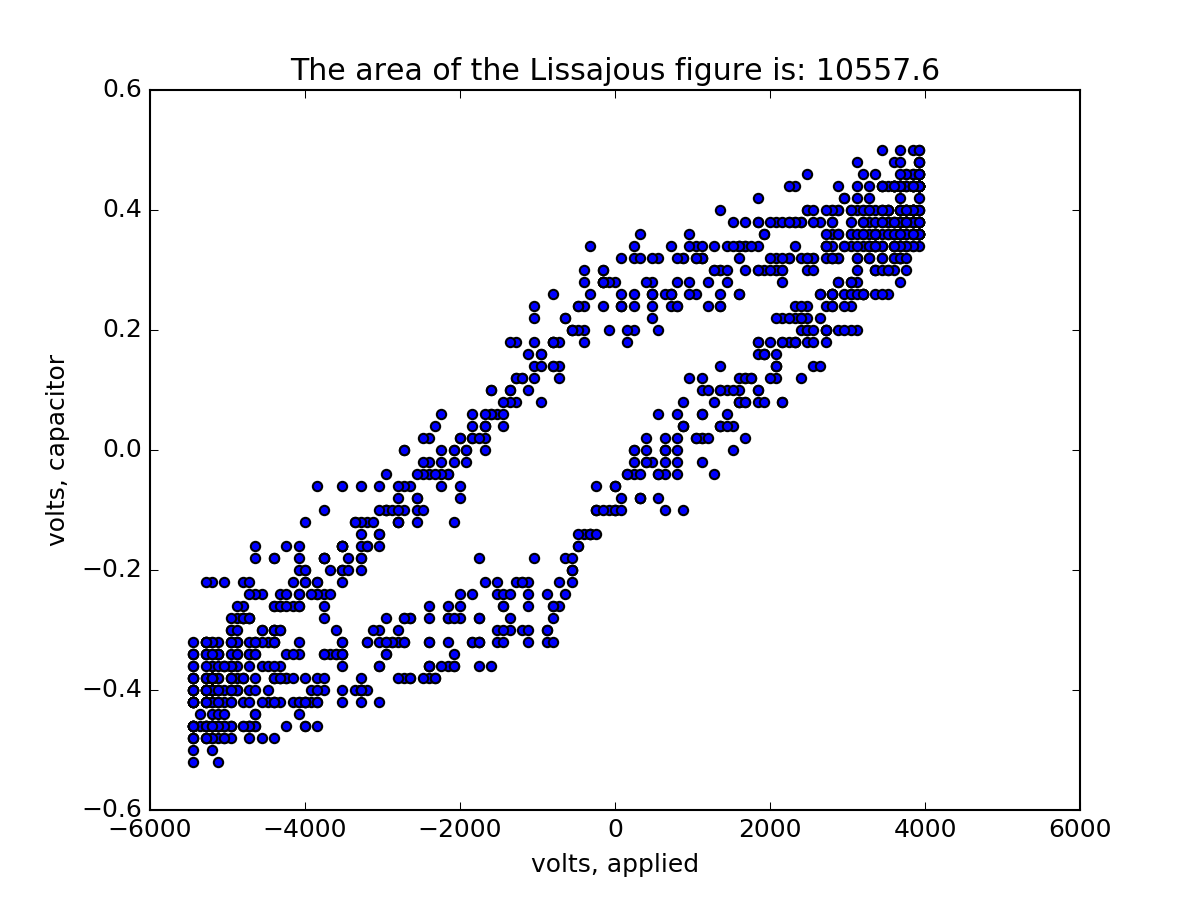 The area of the Lissajous figure is: 10557.6
0.6
0.4
0.2
0.0
−0.2
−0.4
−0.6
volts, capacitor
−6000 −4000 −2000 0 2000 4000 6000
volts, applied